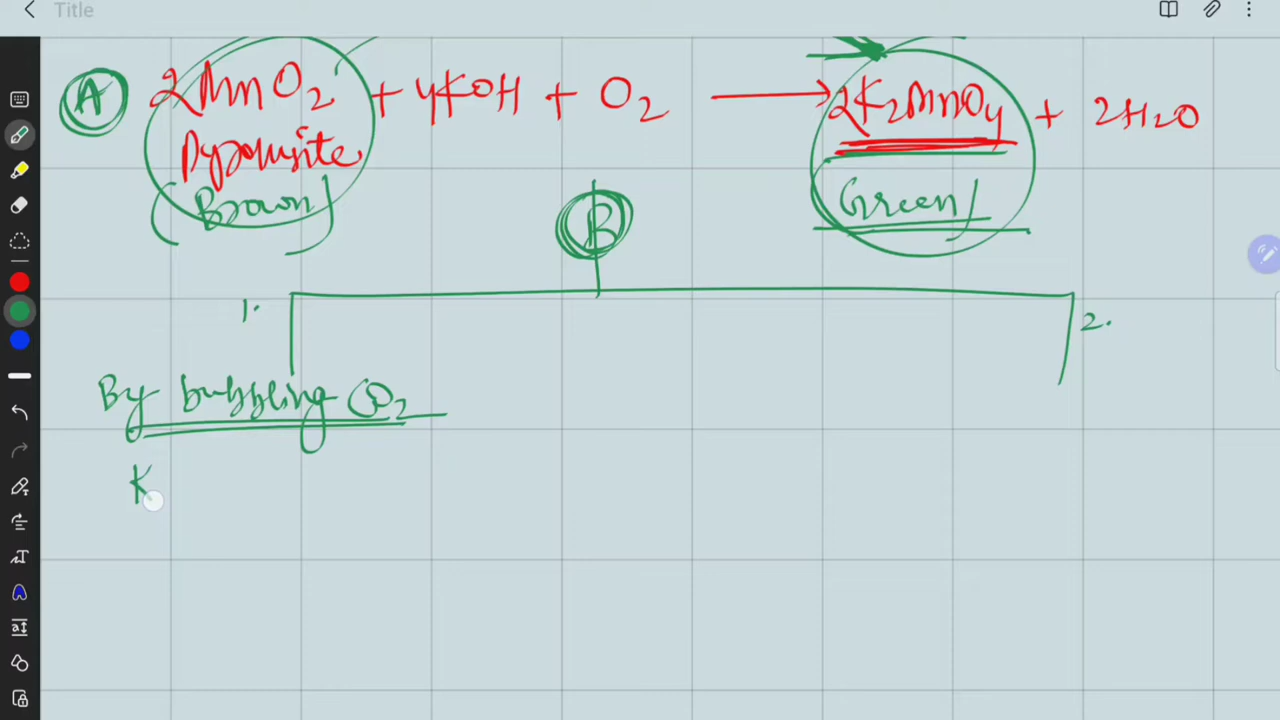 Title
A 2MnO2 + 4KOH + O2 → 2K2MnO4 + 2H2O
Pyrolusite
(Brown)
Green)
B
1.
2.
By bubbling CO2
K